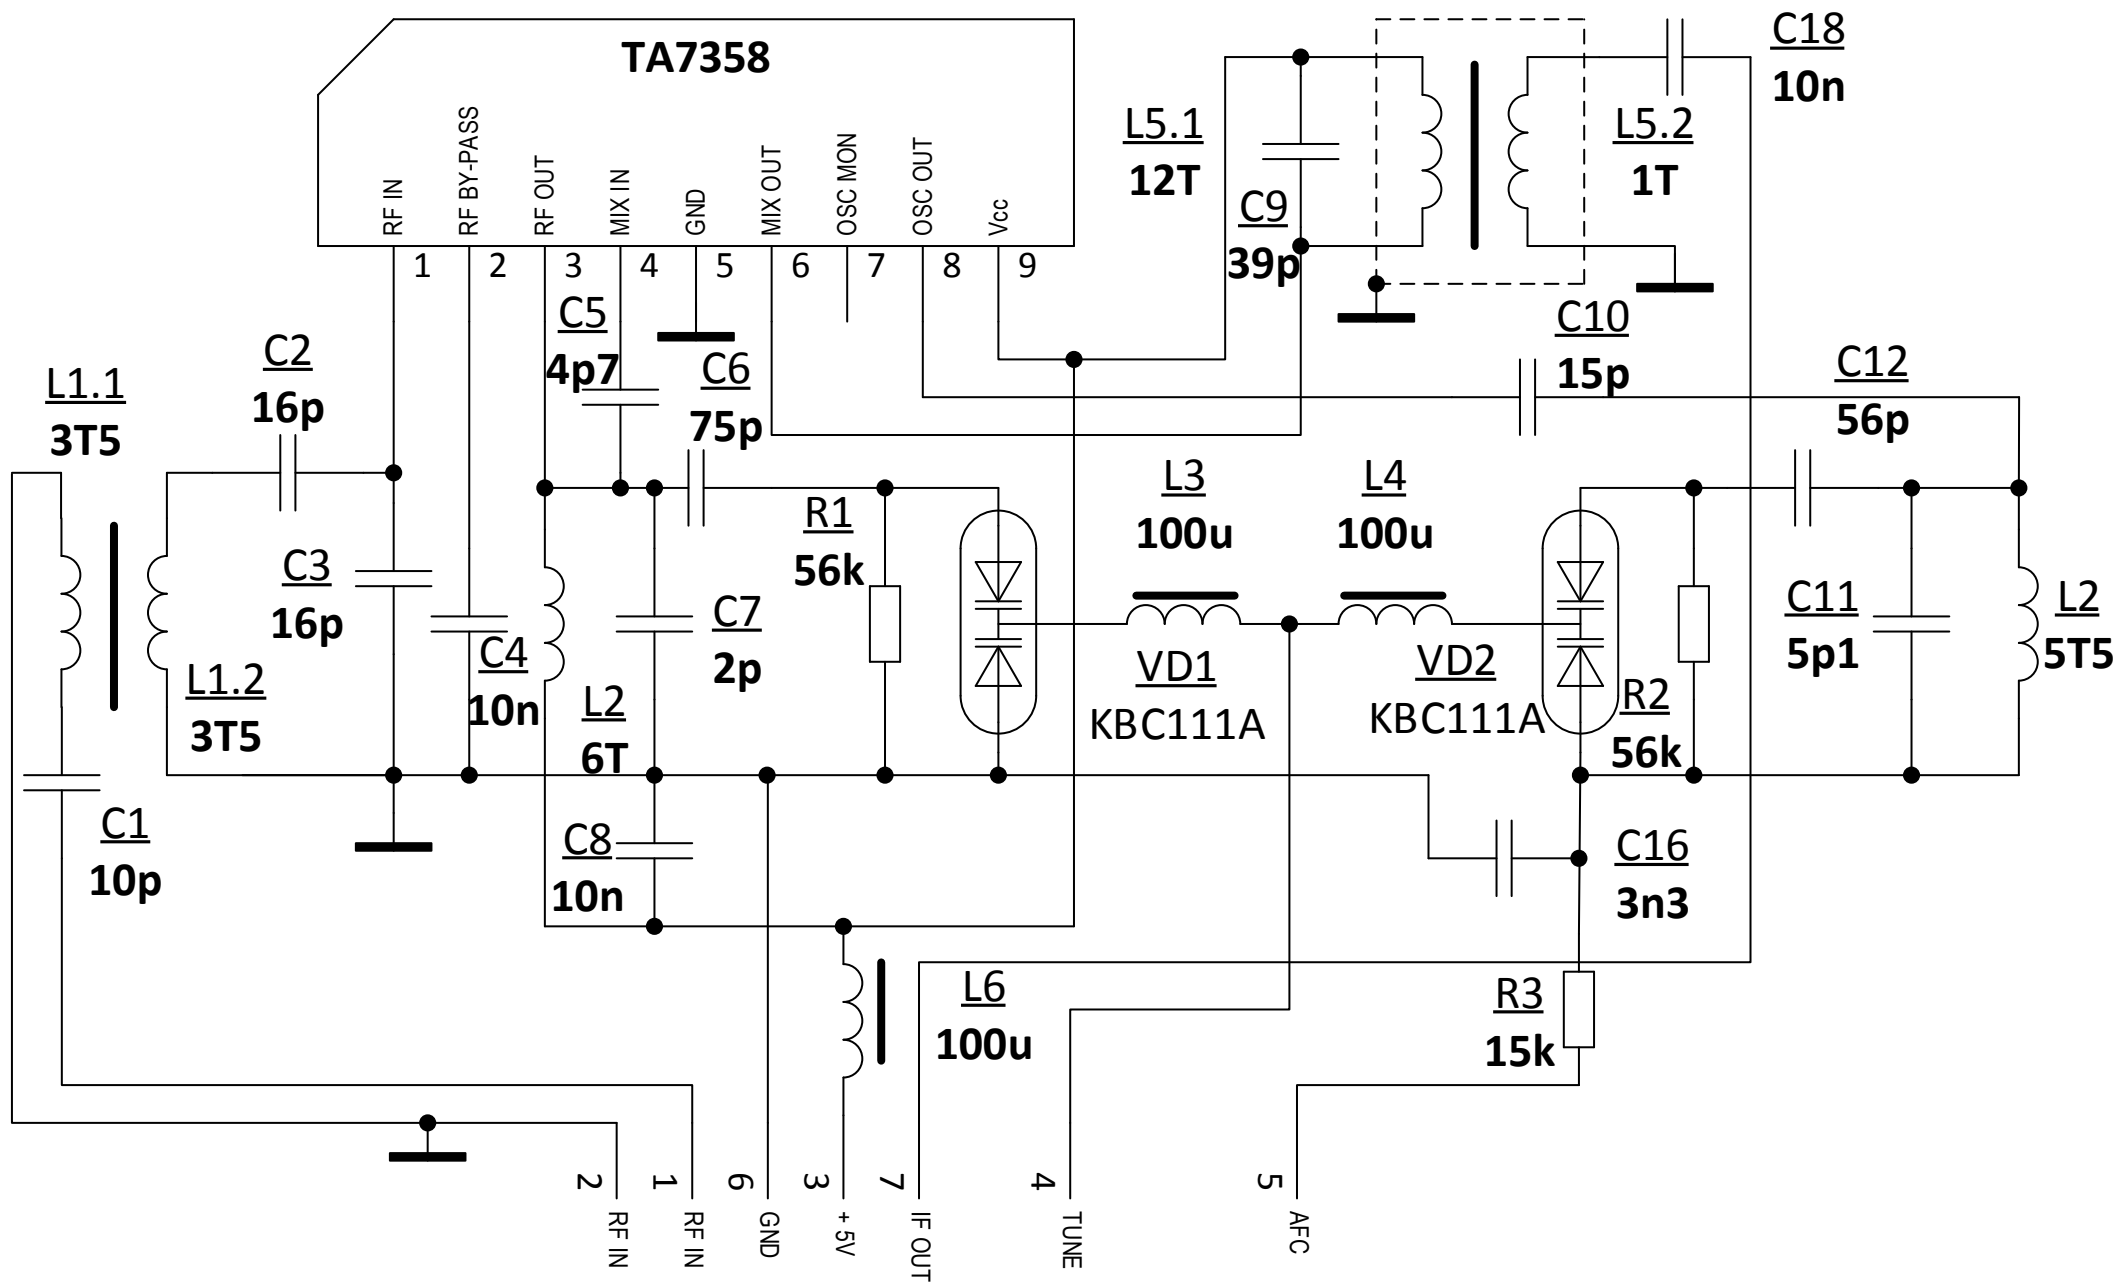 TA7358
RF IN
RF BY-PASS
RF OUT
MIX IN
GND
MIX OUT
OSC MON
OSC OUT
Vcc
1
2
3
4
5
6
7
8
9
C18
10n
L5.1
12T
L5.2
1T
C9
39p
C10
15p
C5
4p7
C6
75p
C2
16p
L1.1
3T5
C12
56p
L3
100u
L4
100u
R1
56k
C3
16p
C7
2p
C4
10n
L1.2
3T5
L2
6T
VD1
KBC111A
VD2
KBC111A
R2
56k
C11
5p1
L2
5T5
C1
10p
C8
10n
C16
3n3
L6
100u
R3
15k
2
RF IN
1
RF IN
6
GND
3
+ 5V
7
IF OUT
4
TUNE
5
AFC